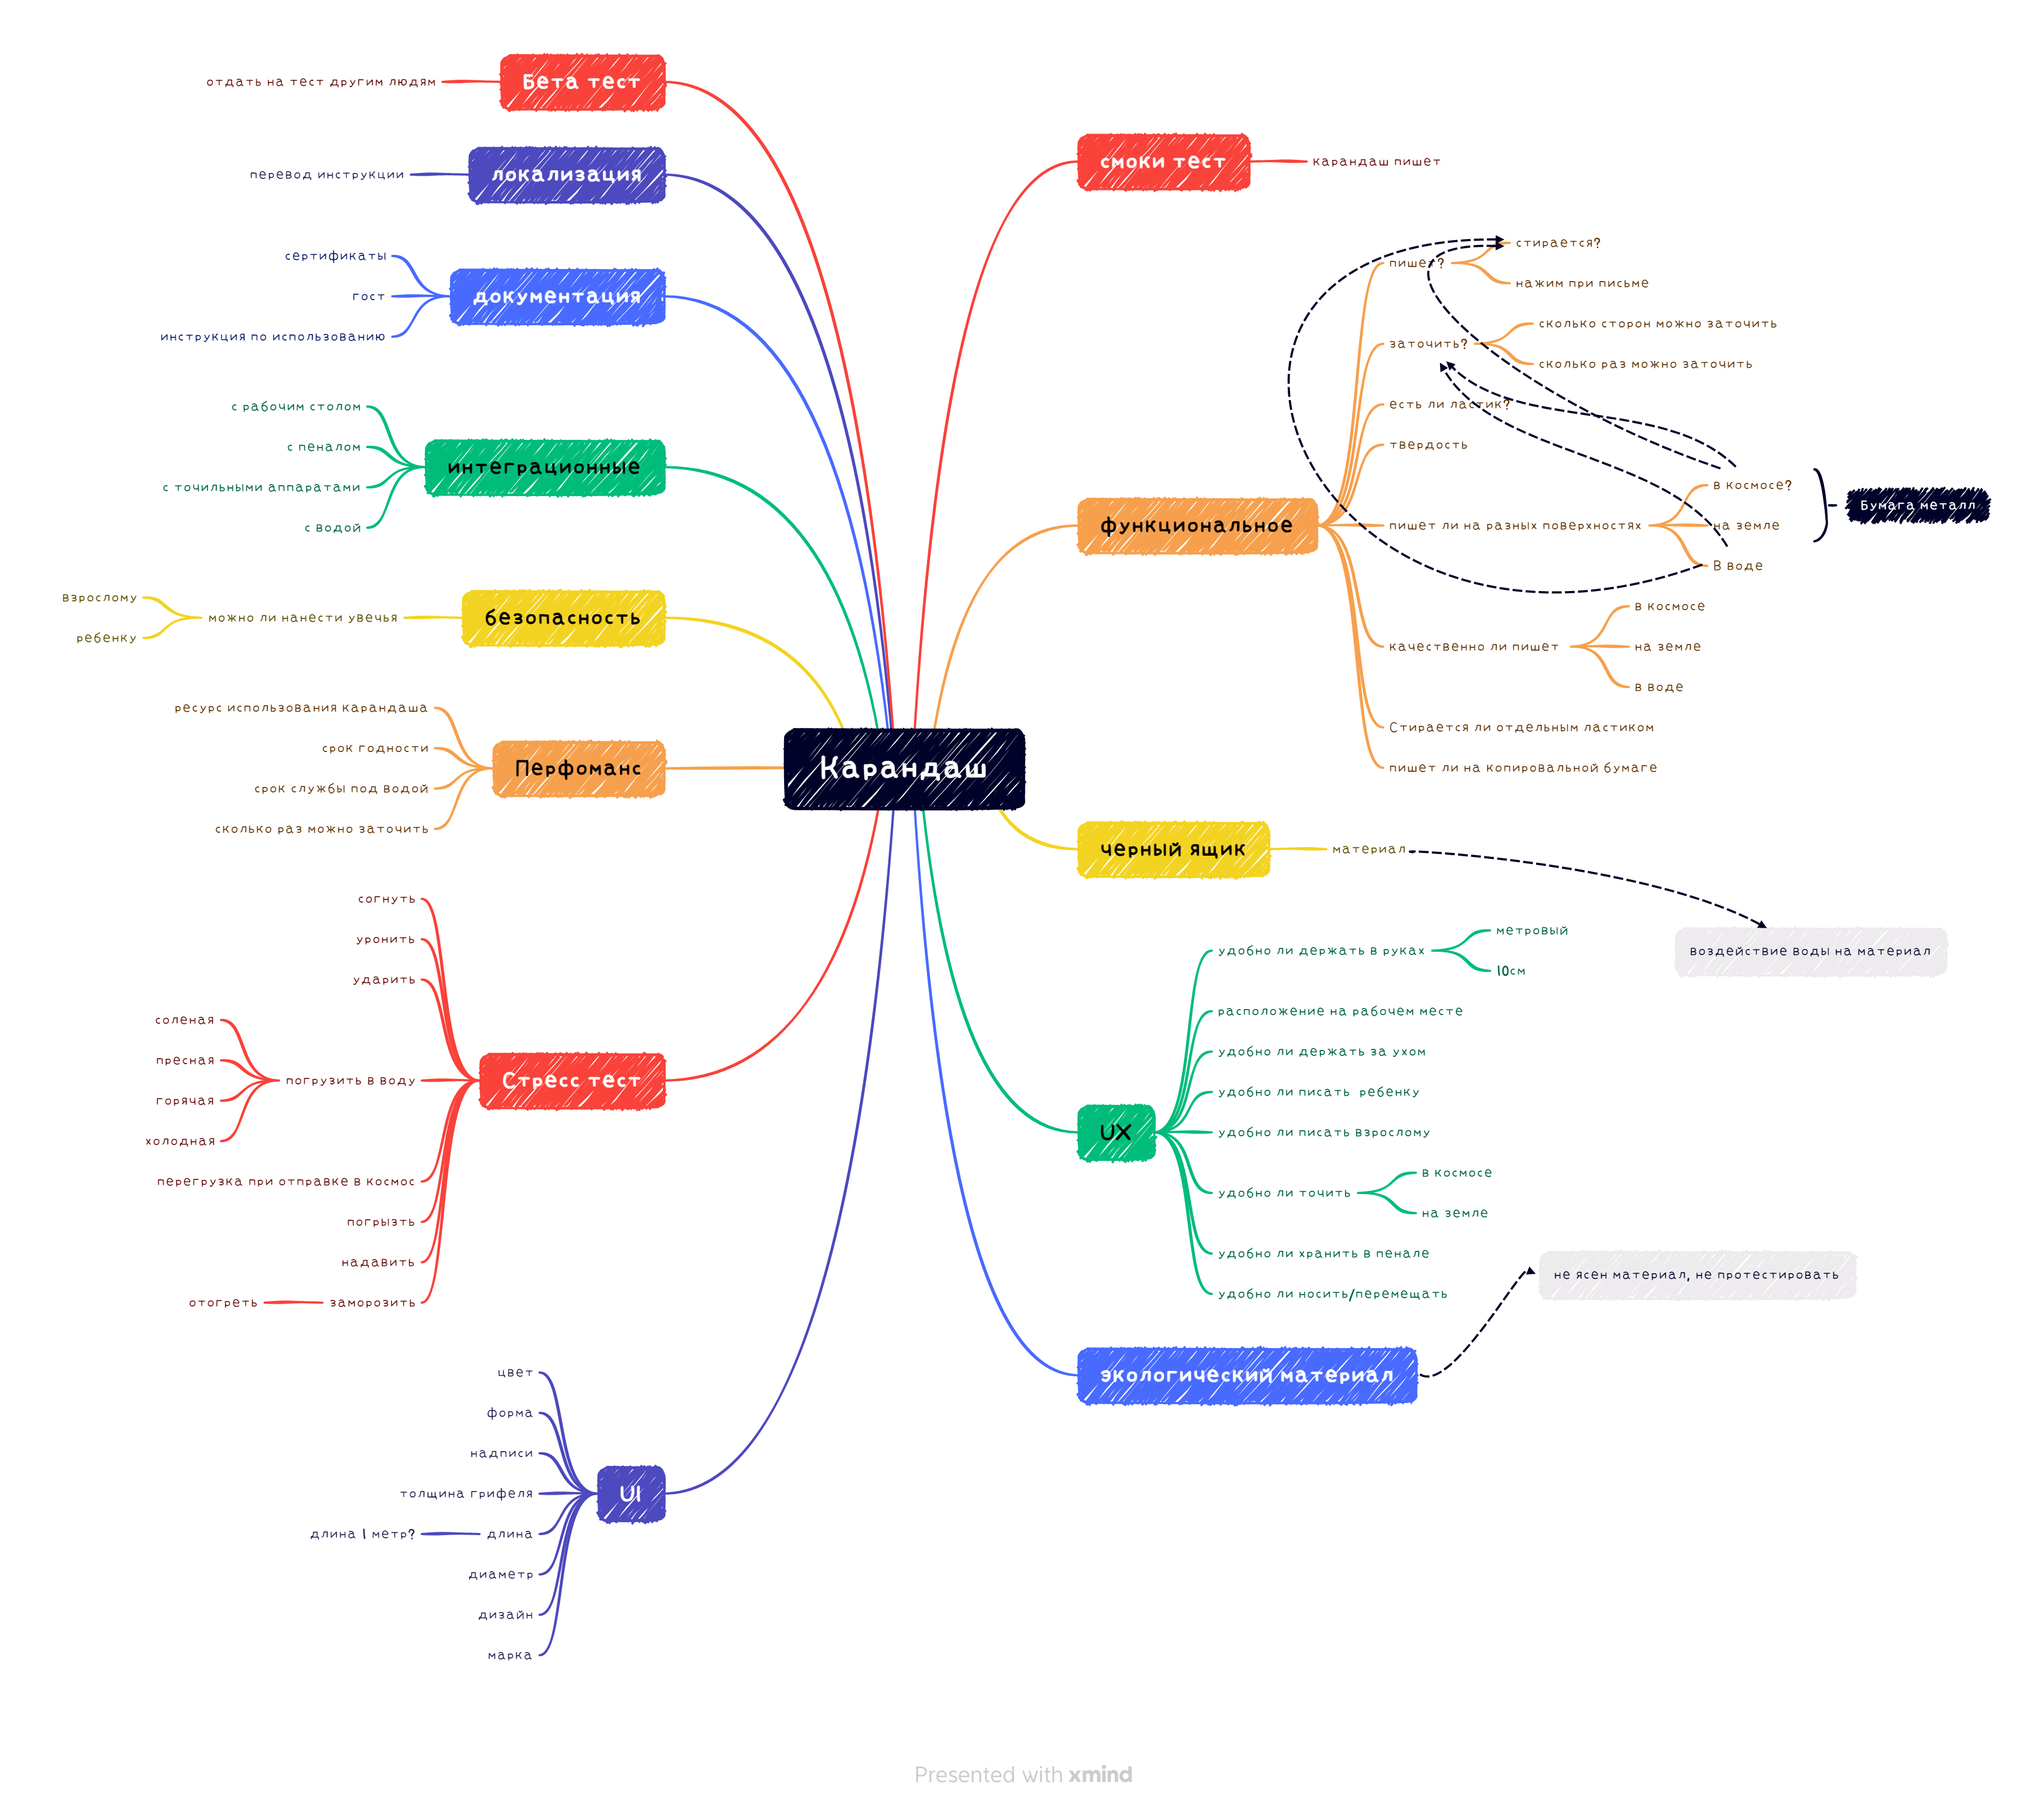 Карандаш
Бета тест
отдать на тест другим людям
локализация
перевод инструкции
документация
сертификаты
гост
инструкция по использованию
интеграционные
с рабочим столом
с пеналом
с точильными аппаратами
с водой
безопасность
можно ли нанести увечья
взрослому
ребенку
Перфоманс
ресурс использования карандаша
срок годности
срок службы под водой
сколько раз можно заточить
Стресс тест
согнуть
уронить
ударить
погрузить в воду
соленая
пресная
горячая
холодная
перегрузка при отправке в космос
погрызть
надавить
заморозить
отогреть
UI
цвет
форма
надписи
толщина грифеля
длина
длина 1 метр?
диаметр
дизайн
марка
смоки тест
карандаш пишет
функциональное
пишет?
стирается?
нажим при письме
заточить?
сколько сторон можно заточить
сколько раз можно заточить
есть ли ластик?
твердость
пишет ли на разных поверхностях
в космосе?
на земле
В воде
Бумага металл
качественно ли пишет
в космосе
на земле
в воде
Стирается ли отдельным ластиком
пишет ли на копировальной бумаге
черный ящик
материал
воздействие воды на материал
UX
удобно ли держать в руках
метровый
10см
расположение на рабочем месте
удобно ли держать за ухом
удобно ли писать ребенку
удобно ли писать взрослому
удобно ли точить
в космосе
на земле
удобно ли хранить в пенале
удобно ли носить/перемещать
экологический материал
не ясен материал, не протестировать
Presented with xmind